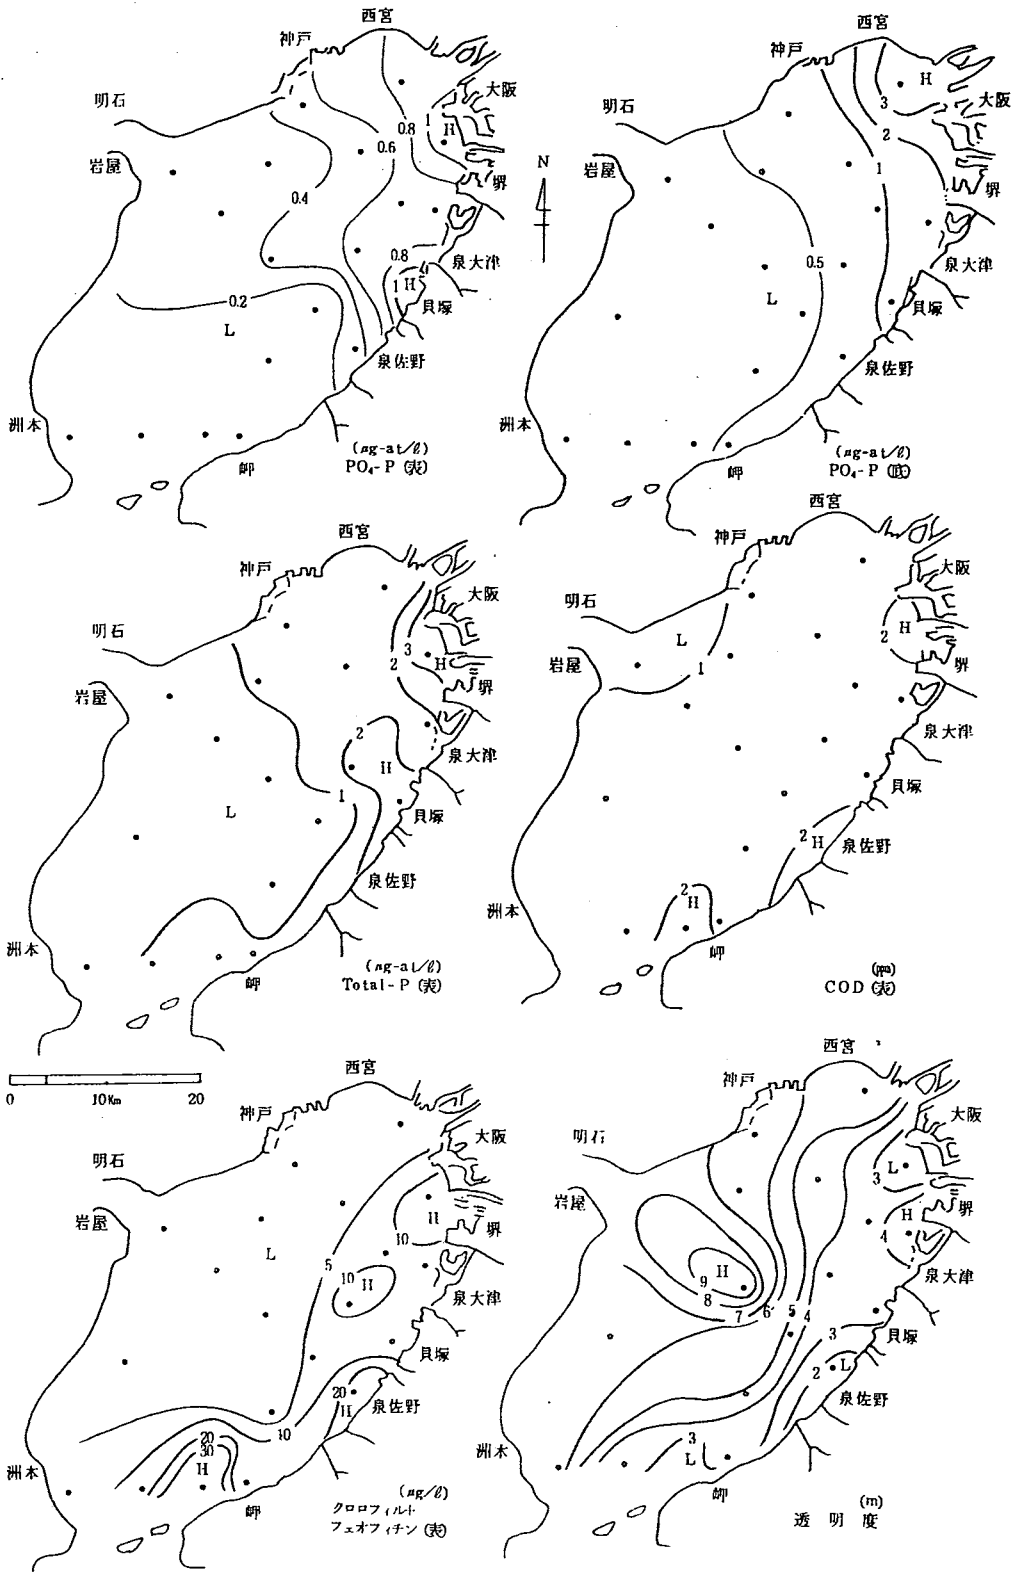 西宮
神戸
明石
大阪
岩屋
堺
泉大津
貝塚
泉佐野
洲本
岬
1
H
0.8
0.6
0.4
0.8
H
1
0.2
L
(μg-at/ℓ)
PO₄-P (表)
N
西宮
神戸
明石
大阪
岩屋
堺
泉大津
貝塚
泉佐野
洲本
岬
H
3
2
1
0.5
L
(μg-at/ℓ)
PO₄-P (底)
西宮
神戸
明石
大阪
岩屋
堺
泉大津
貝塚
泉佐野
洲本
岬
3
2
H
2
H
1
L
(μg-at/ℓ)
Total-P (表)
西宮
神戸
明石
大阪
岩屋
堺
泉大津
貝塚
泉佐野
洲本
岬
L
1
2
H
2
H
2
H
(ppm)
COD (表)
0 10Km 20
西宮
神戸
明石
大阪
岩屋
堺
泉大津
貝塚
泉佐野
洲本
岬
H
10
L
5
10
H
20
H
10
20
30
H
(μg/ℓ)
クロロフィルト
フェオフィチン (表)
西宮
神戸
明石
大阪
岩屋
堺
泉大津
貝塚
泉佐野
洲本
岬
L
3
H
4
H
9
8
7
6
5
4
3
2
L
3
L
(m)
透明度